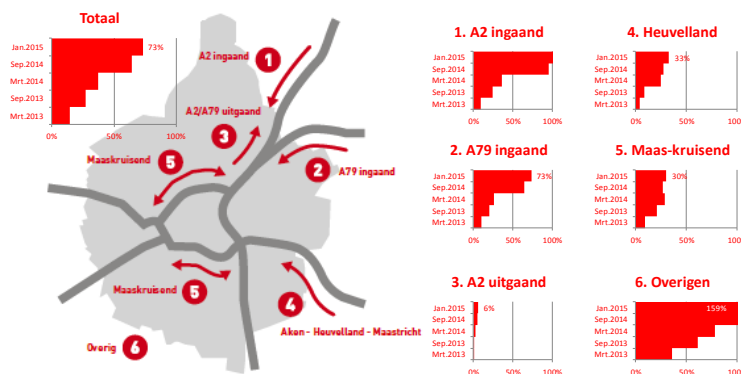 Totaal
Jan.2015
73%
Sep.2014
Mrt.2014
Sep.2013
Mrt.2013
0%
50%
100%
A2 ingaand
1
A2/A79 uitgaand
3
Maaskruisend
5
2
A79 ingaand
Maaskruisend
5
4
Aken - Heuvelland - Maastricht
Overig
6
1. A2 ingaand
Jan.2015
Sep.2014
Mrt.2014
Sep.2013
Mrt.2013
0%
50%
100%
4. Heuvelland
Jan.2015
33%
Sep.2014
Mrt.2014
Sep.2013
Mrt.2013
0%
50%
100
2. A79 ingaand
Jan.2015
73%
Sep.2014
Mrt.2014
Sep.2013
Mrt.2013
0%
50%
100%
5. Maas-kruisend
Jan.2015
30%
Sep.2014
Mrt.2014
Sep.2013
Mrt.2013
0%
50%
100
3. A2 uitgaand
Jan.2015
6%
Sep.2014
Mrt.2014
Sep.2013
Mrt.2013
0%
50%
100%
6. Overigen
Jan.2015
159%
Sep.2014
Mrt.2014
Sep.2013
Mrt.2013
0%
50%
100